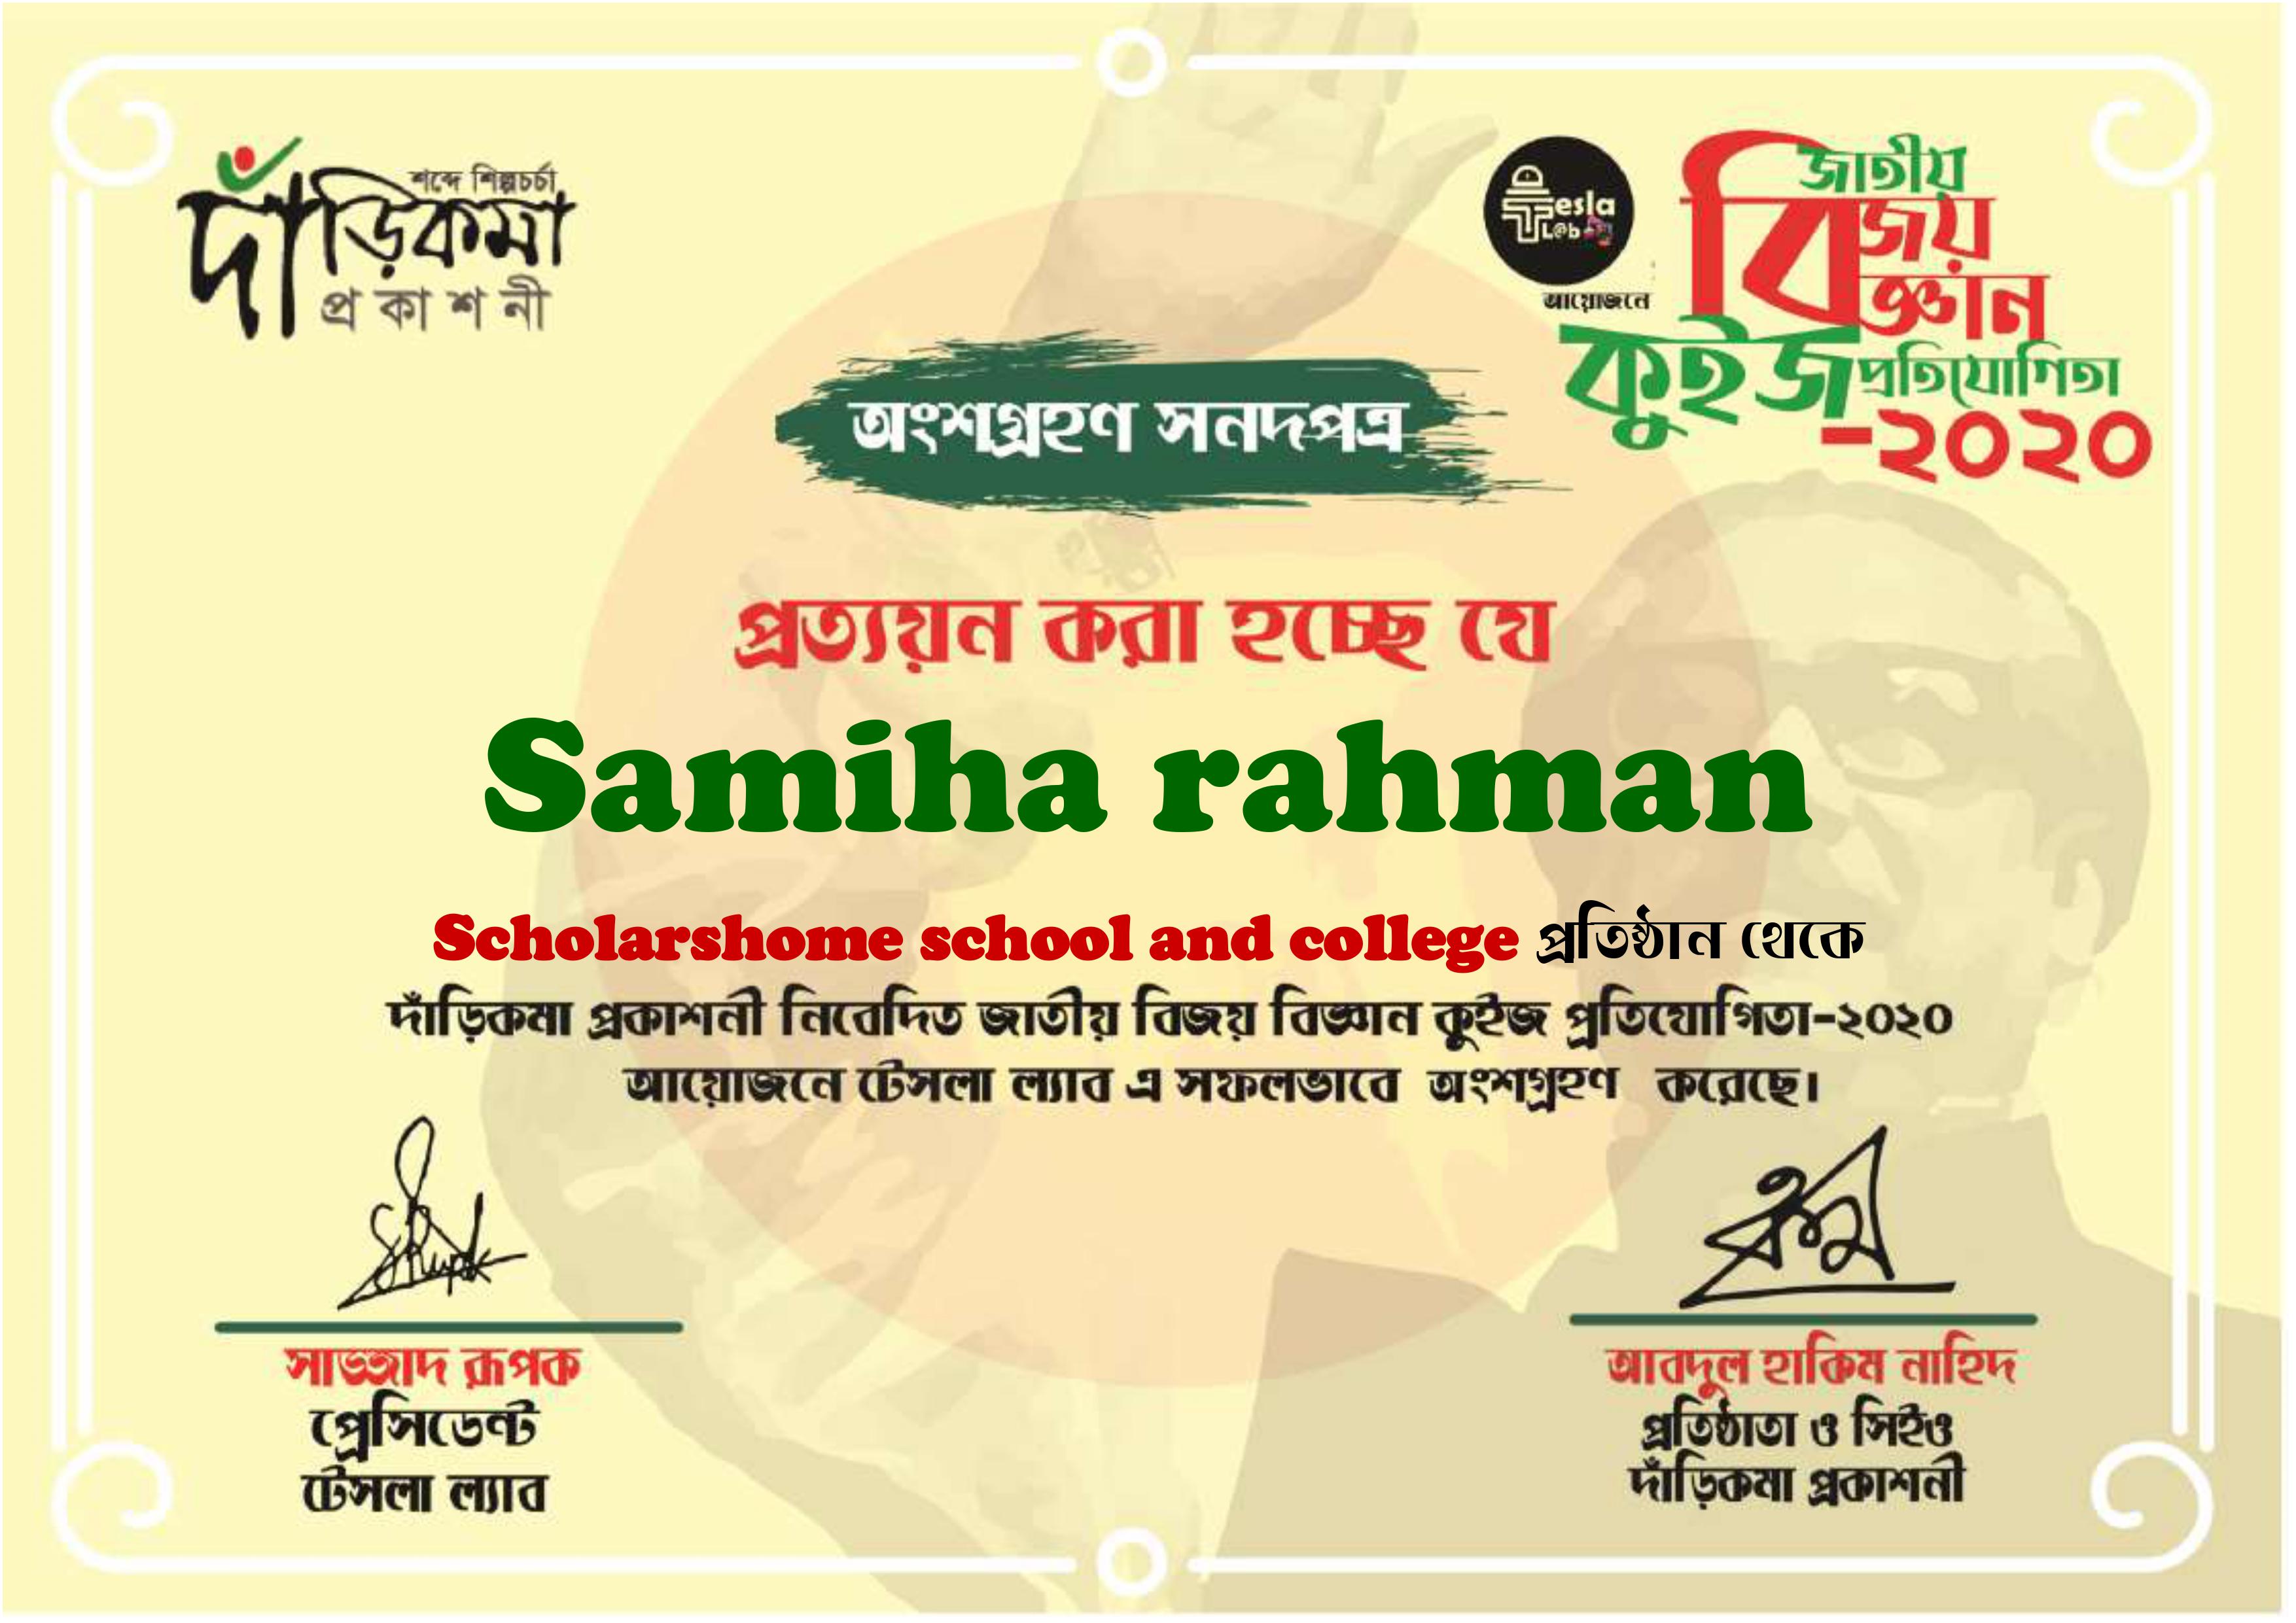 শব্দে শিল্পচর্চা
দাঁড়িকমা
প্রকাশনী
Tesla
L@b
আয়োজনে
জাতীয়
বিজয়
বিজ্ঞান
কুইজ প্রতিযোগিতা
-২০২০
অংশগ্রহণ সনদপত্র
প্রত্যয়ন করা হচ্ছে যে
Samiha rahman
Scholarshome school and college প্রতিষ্ঠান থেকে
দাঁড়িকমা প্রকাশনী নিবেদিত জাতীয় বিজয় বিজ্ঞান কুইজ প্রতিযোগিতা-২০২০
আয়োজনে টেসলা ল্যাব এ সফলভাবে অংশগ্রহণ করেছে।
সাজ্জাদ রূপক
প্রেসিডেন্ট
টেসলা ল্যাব
আবদুল হাকিম নাহিদ
প্রতিষ্ঠাতা ও সিইও
দাঁড়িকমা প্রকাশনী